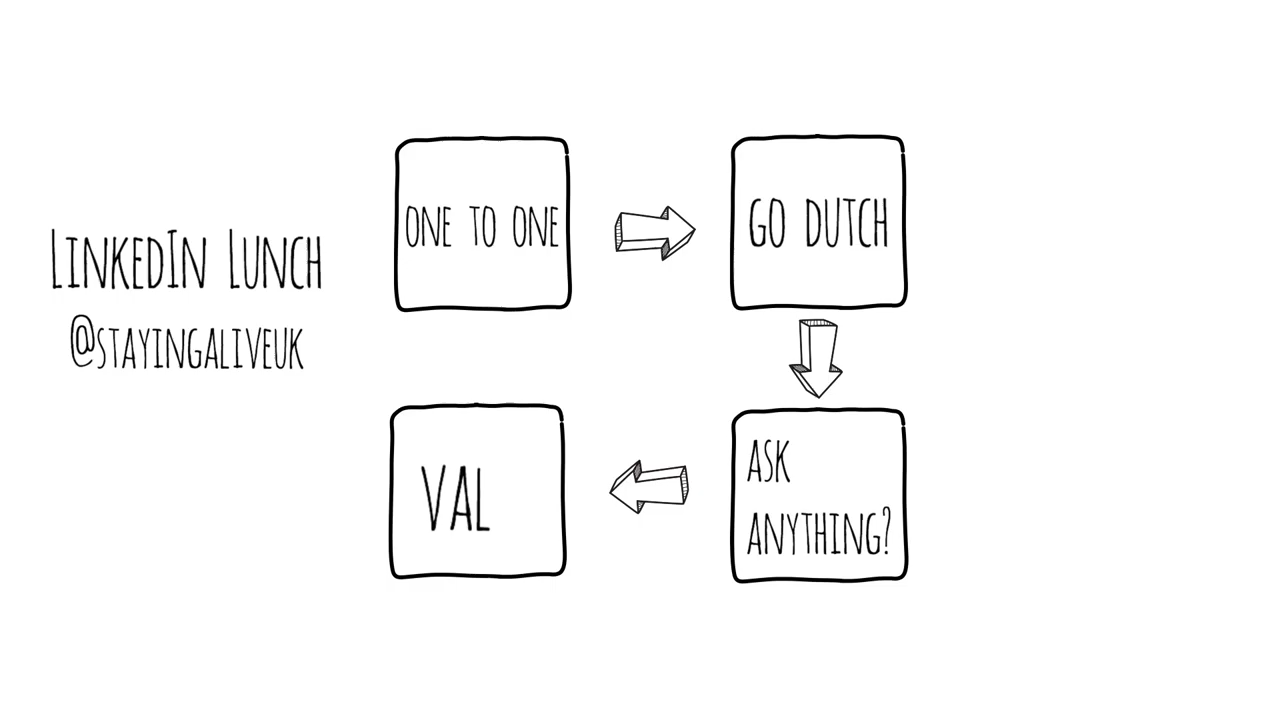 LINKEDIN LUNCH
@STAYINGALIVEUK
ONE TO ONE
GO DUTCH
ASK
ANYTHING?
VAL